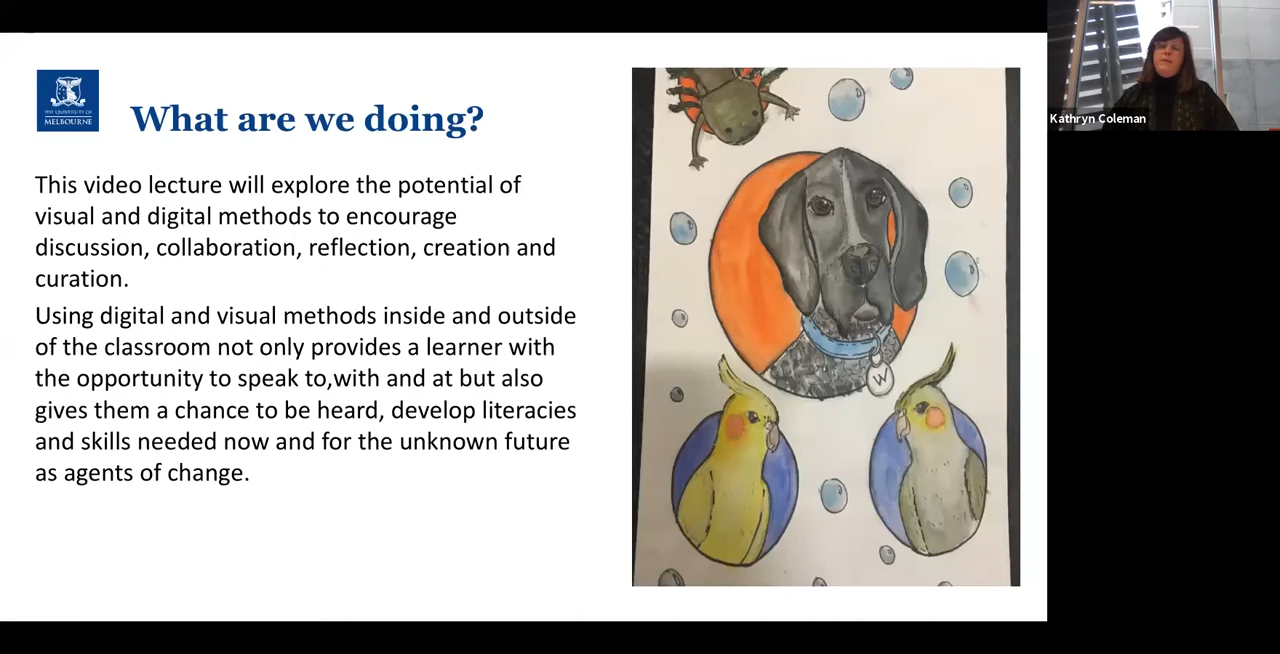 THE UNIVERSITY OF
MELBOURNE
What are we doing?
This video lecture will explore the potential of
visual and digital methods to encourage
discussion, collaboration, reflection, creation and
curation.
Using digital and visual methods inside and outside
of the classroom not only provides a learner with
the opportunity to speak to,with and at but also
gives them a chance to be heard, develop literacies
and skills needed now and for the unknown future
as agents of change.
W
Kathryn Coleman